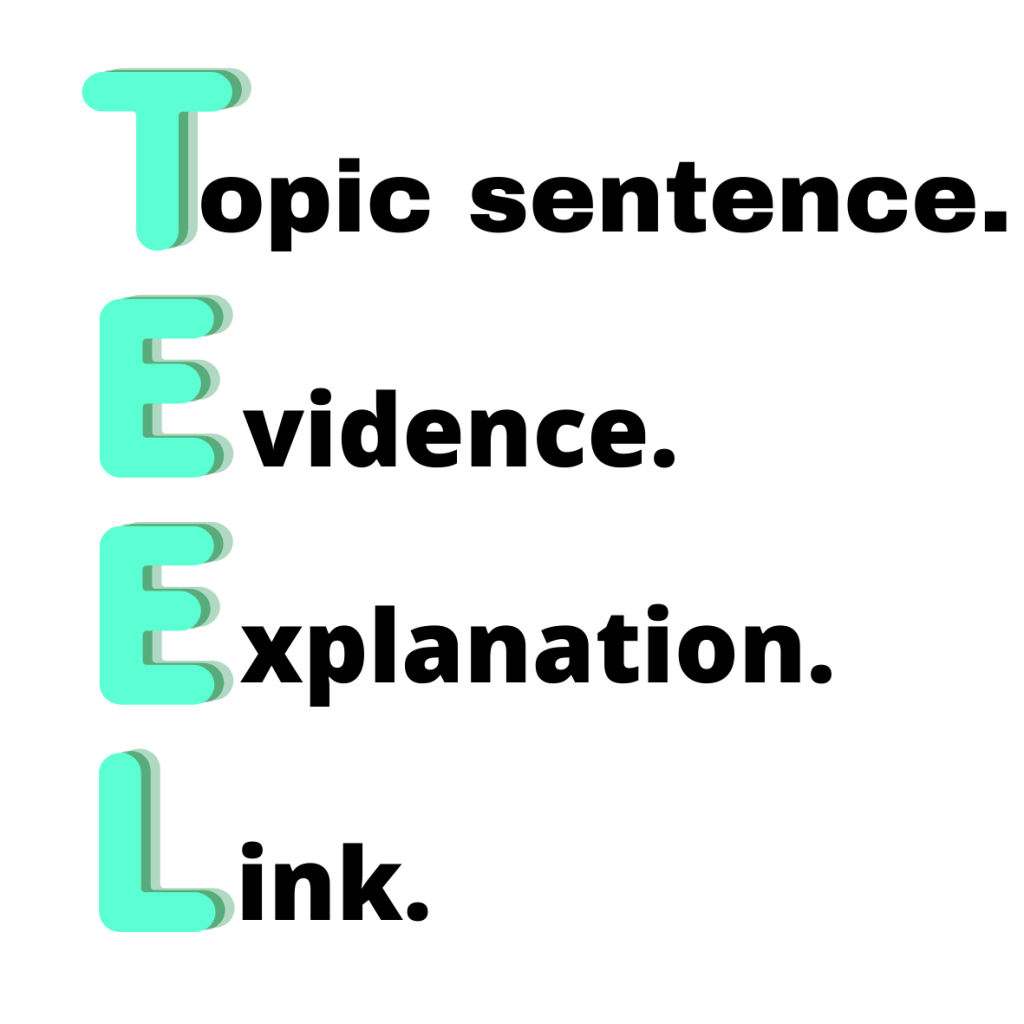 Topic sentence.
Evidence.
Explanation.
Link.